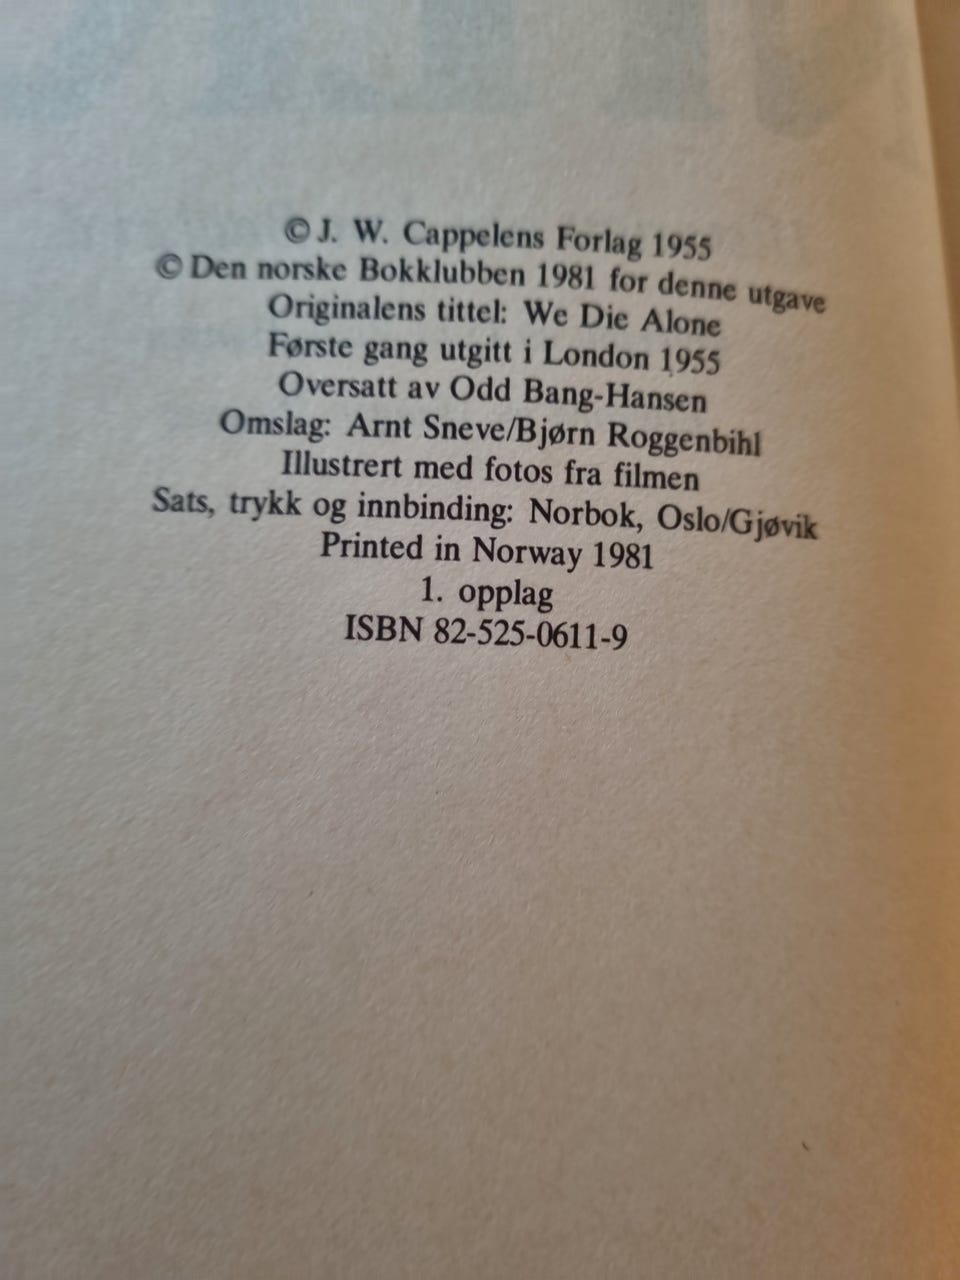 © J. W. Cappelens Forlag 1955
© Den norske Bokklubben 1981 for denne utgave
Originalens tittel: We Die Alone
Første gang utgitt i London 1955
Oversatt av Odd Bang-Hansen
Omslag: Arnt Sneve/Bjørn Roggenbihl
Illustrert med fotos fra filmen
Sats, trykk og innbinding: Norbok, Oslo/Gjøvik
Printed in Norway 1981
1. opplag
ISBN 82-525-0611-9